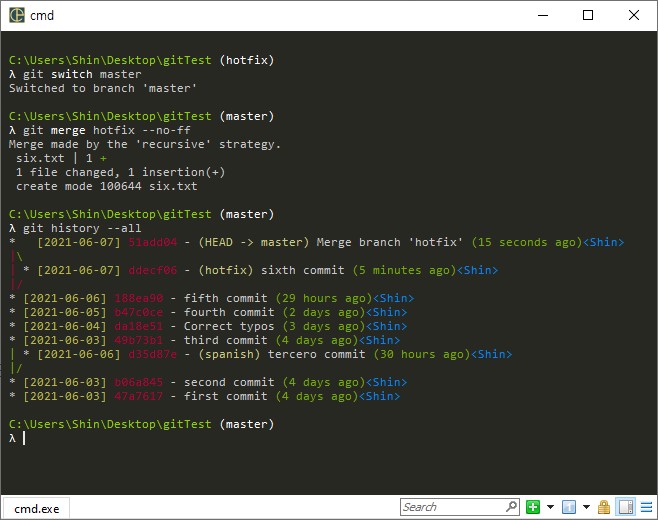 cmd
C:\Users\Shin\Desktop\gitTest (hotfix)
λ git switch master
Switched to branch 'master'
C:\Users\Shin\Desktop\gitTest (master)
λ git merge hotfix --no-ff
Merge made by the 'recursive' strategy.
six.txt | 1 +
1 file changed, 1 insertion(+)
create mode 100644 six.txt
C:\Users\Shin\Desktop\gitTest (master)
λ git history --all
*   [2021-06-07] 51add04 - (HEAD -> master) Merge branch 'hotfix' (15 seconds ago)<Shin>
|\
| * [2021-06-07] ddecf06 - (hotfix) sixth commit (5 minutes ago)<Shin>
|/
* [2021-06-06] 188ea90 - fifth commit (29 hours ago)<Shin>
* [2021-06-05] b47c0ce - fourth commit (2 days ago)<Shin>
* [2021-06-04] da18e51 - Correct typos (3 days ago)<Shin>
* [2021-06-03] 49b73b1 - third commit (4 days ago)<Shin>
| * [2021-06-06] d35d87e - (spanish) tercero commit (30 hours ago)<Shin>
|/
* [2021-06-03] b06a845 - second commit (4 days ago)<Shin>
* [2021-06-03] 47a7617 - first commit (4 days ago)<Shin>
C:\Users\Shin\Desktop\gitTest (master)
λ
cmd.exe
Search